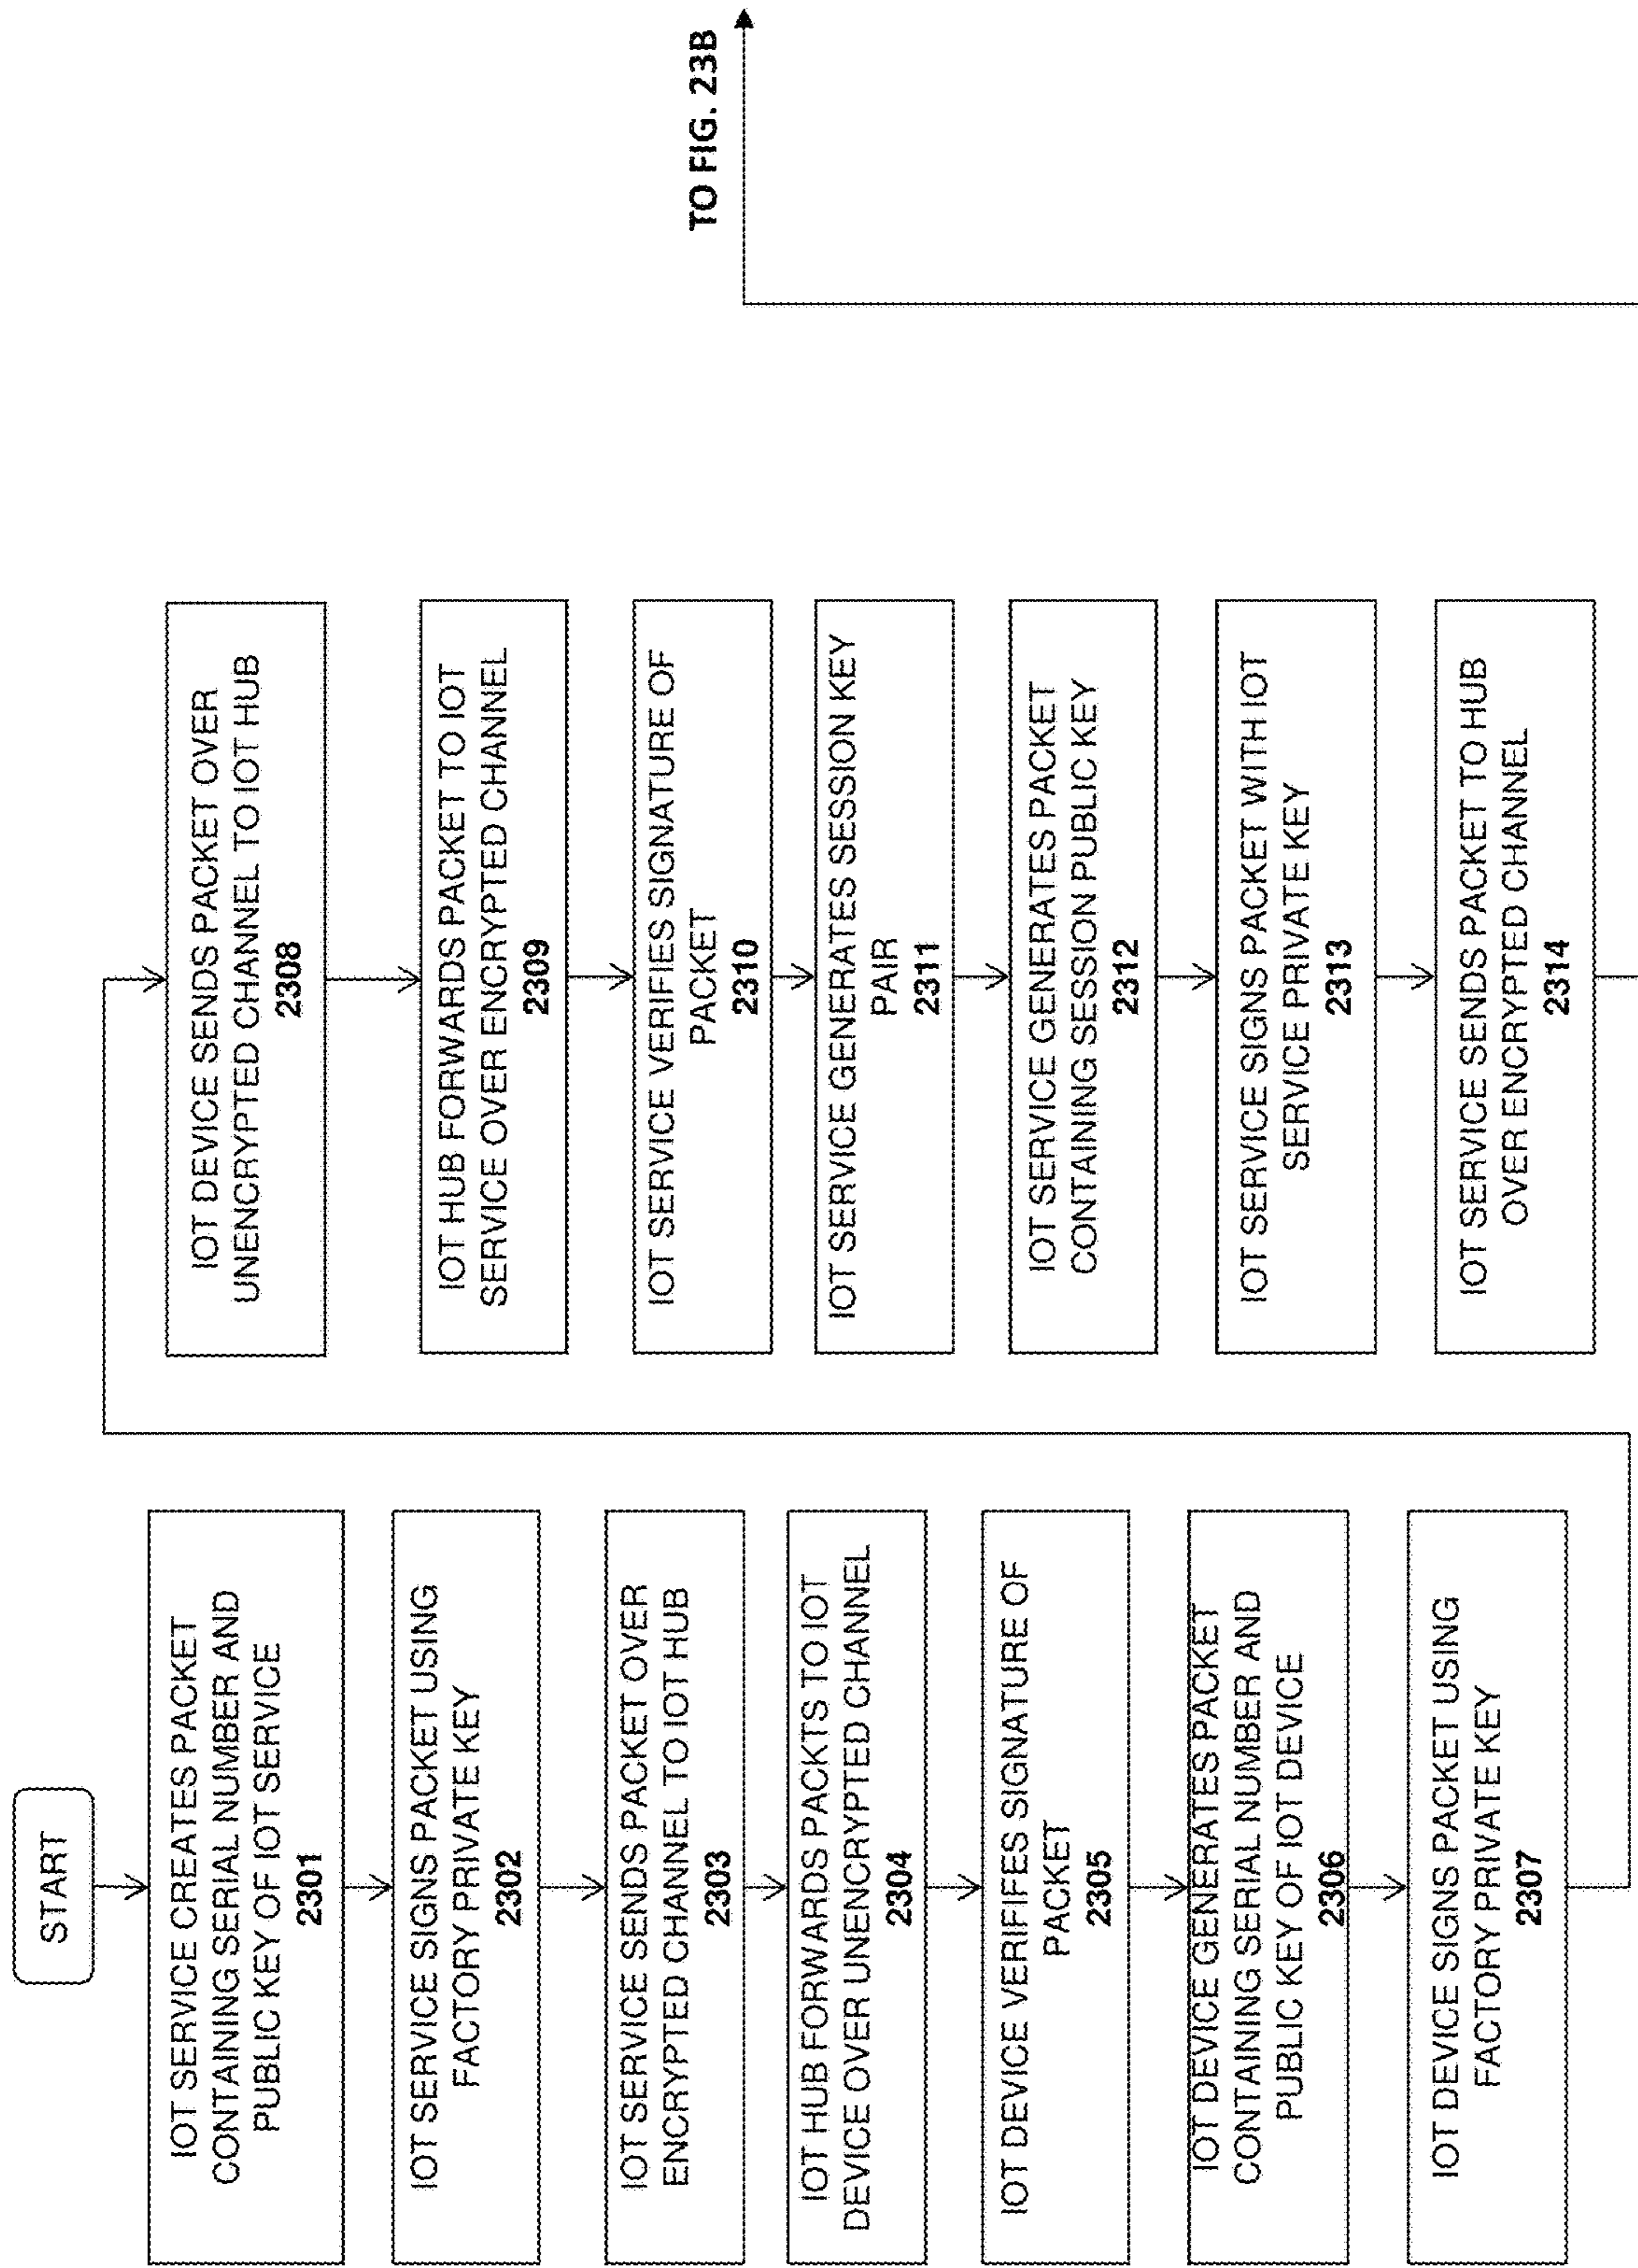 START
IOT SERVICE CREATES PACKET
CONTAINING SERIAL NUMBER AND
PUBLIC KEY OF IOT SERVICE
2301
IOT SERVICE SIGNS PACKET USING
FACTORY PRIVATE KEY
2302
IOT SERVICE SENDS PACKET OVER
ENCRYPTED CHANNEL TO IOT HUB
2303
IOT HUB FORWARDS PACKTS TO IOT
DEVICE OVER UNENCRYPTED CHANNEL
2304
IOT DEVICE VERIFIFES SIGNATURE OF
PACKET
2305
IOT DEVICE GENERATES PACKET
CONTAINING SERIAL NUMBER AND
PUBLIC KEY OF IOT DEVICE
2306
IOT DEVICE SIGNS PACKET USING
FACTORY PRIVATE KEY
2307
IOT DEVICE SENDS PACKET OVER
UNENCRYPTED CHANNEL TO IOT HUB
2308
IOT HUB FORWARDS PACKET TO IOT
SERVICE OVER ENCRYPTED CHANNEL
2309
IOT SERVICE VERIFIES SIGNATURE OF
PACKET
2310
IOT SERVICE GENERATES SESSION KEY
PAIR
2311
IOT SERVICE GENERATES PACKET
CONTAINING SESSION PUBLIC KEY
2312
IOT SERVICE SIGNS PACKET WITH IOT
SERVICE PRIVATE KEY
2313
IOT SERVICE SENDS PACKET TO HUB
OVER ENCRYPTED CHANNEL
2314
TO FIG. 23B